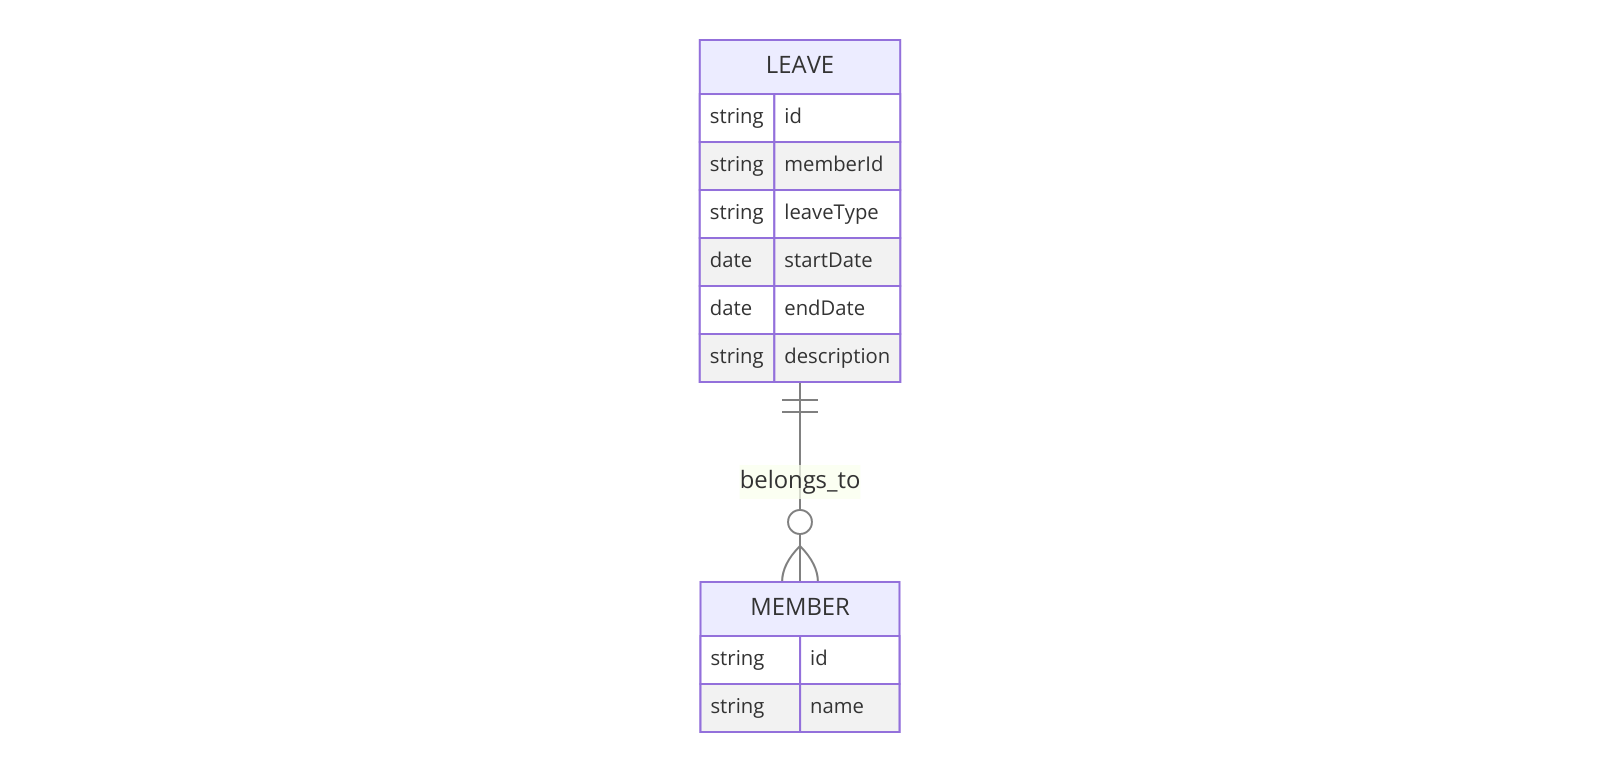 LEAVE
string id
string memberId
string leaveType
date startDate
date endDate
string description
belongs_to
MEMBER
string id
string name